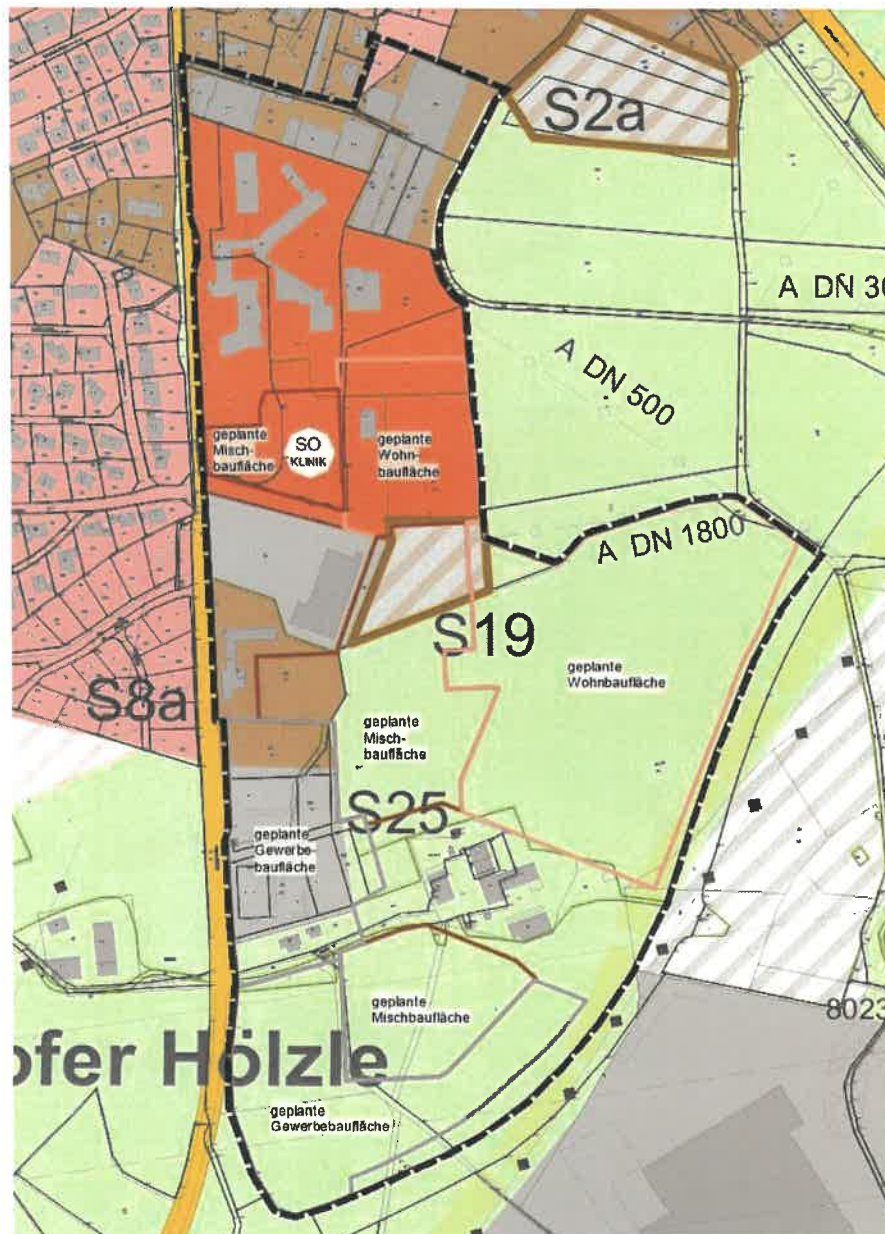 S2a
A DN 30
A DN 500
geplante
Misch-
baufläche
SO
KLINIK
geplante
Wohn-
baufläche
A DN 1800
S19
geplante
Wohnbaufläche
S8a
geplante
Misch-
baufläche
S25
geplante
Gewerbe-
baufläche
geplante
Mischbaufläche
8023
ofer Hölzle
geplante
Gewerbebaufläche